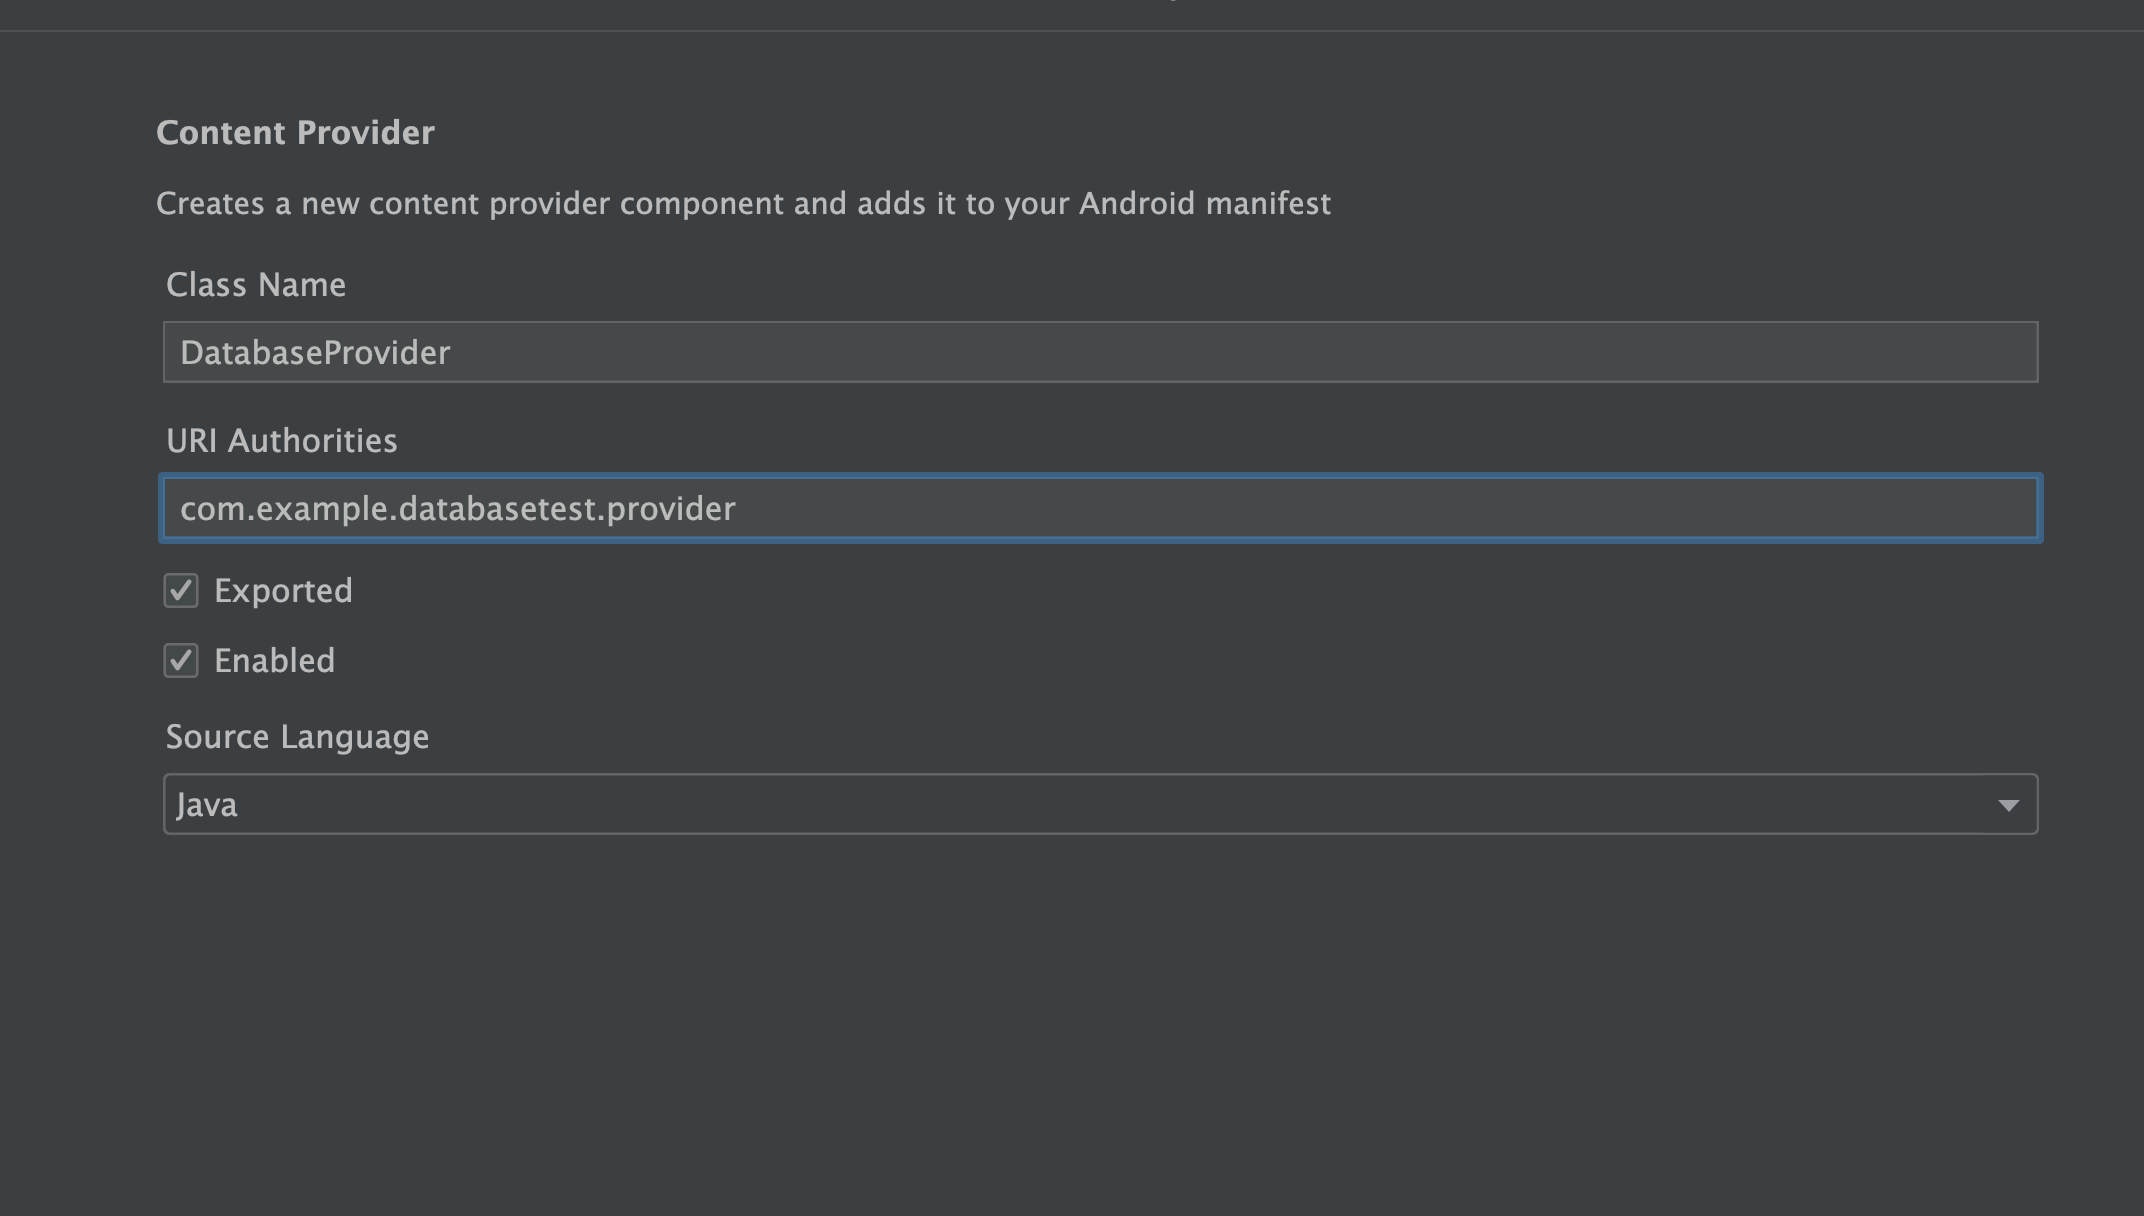 Content Provider
Creates a new content provider component and adds it to your Android manifest
Class Name
DatabaseProvider
URI Authorities
com.example.databasetest.provider
Exported
Enabled
Source Language
Java